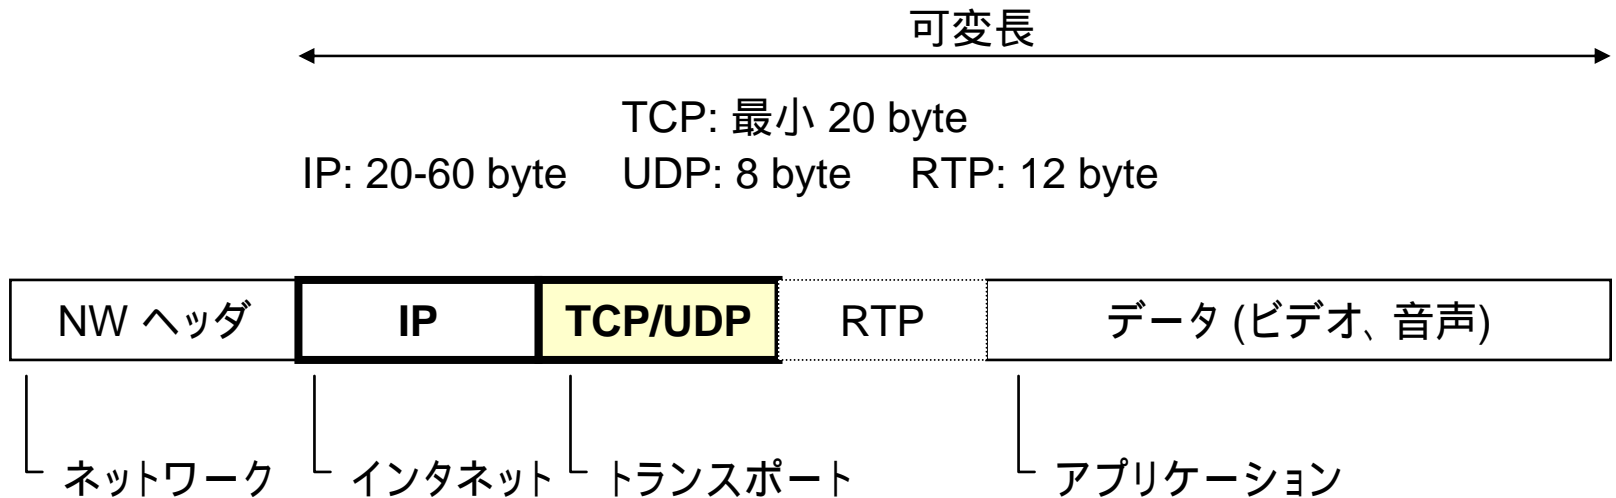 可変長
TCP: 最小 20 byte
IP: 20-60 byte UDP: 8 byte RTP: 12 byte
NW ヘッダ IP TCP/UDP RTP データ (ビデオ、音声)
ネットワーク インタネット トランスポート アプリケーション